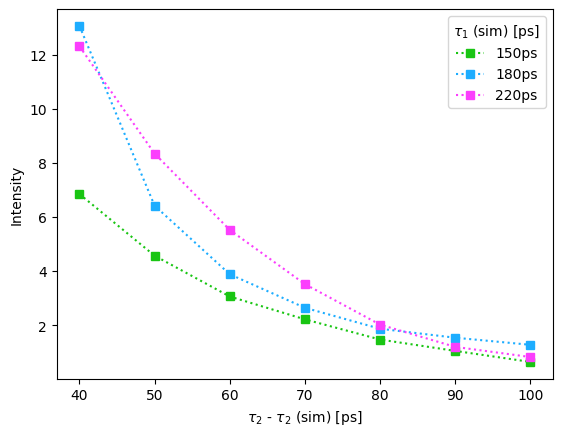 τ₁ (sim) [ps]
150ps
180ps
220ps
12
10
8
6
4
2
Intensity
40 50 60 70 80 90 100
τ₂ - τ₂ (sim) [ps]